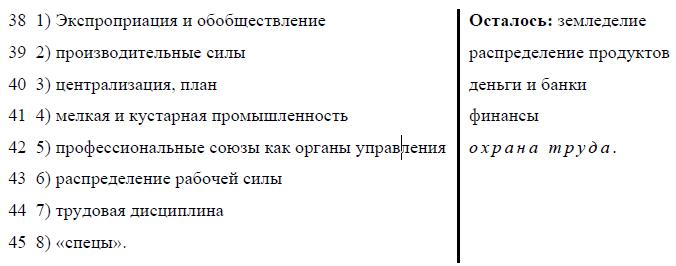 38 1) Экспроприация и обобществление
39 2) производительные силы
40 3) централизация, план
41 4) мелкая и кустарная промышленность
42 5) профессиональные союзы как органы управления
43 6) распределение рабочей силы
44 7) трудовая дисциплина
45 8) «спецы».
Осталось: земледелие
распределение продуктов
деньги и банки
финансы
охрана труда.